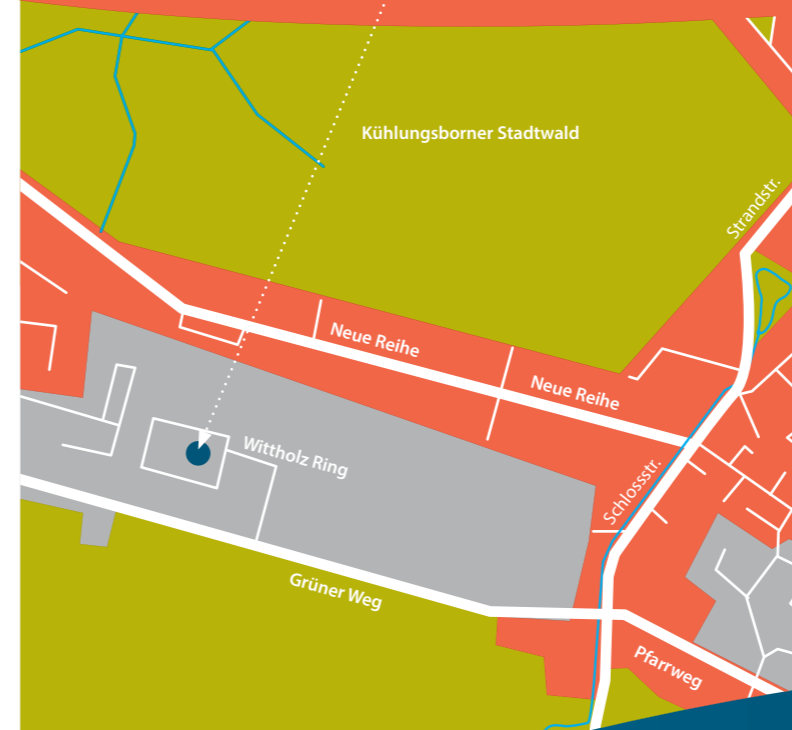 Kühlungsborner Stadtwald
Strandstr.
Neue Reihe
Neue Reihe
Wittholz Ring
Schlossstr.
Grüner Weg
Pfarrweg